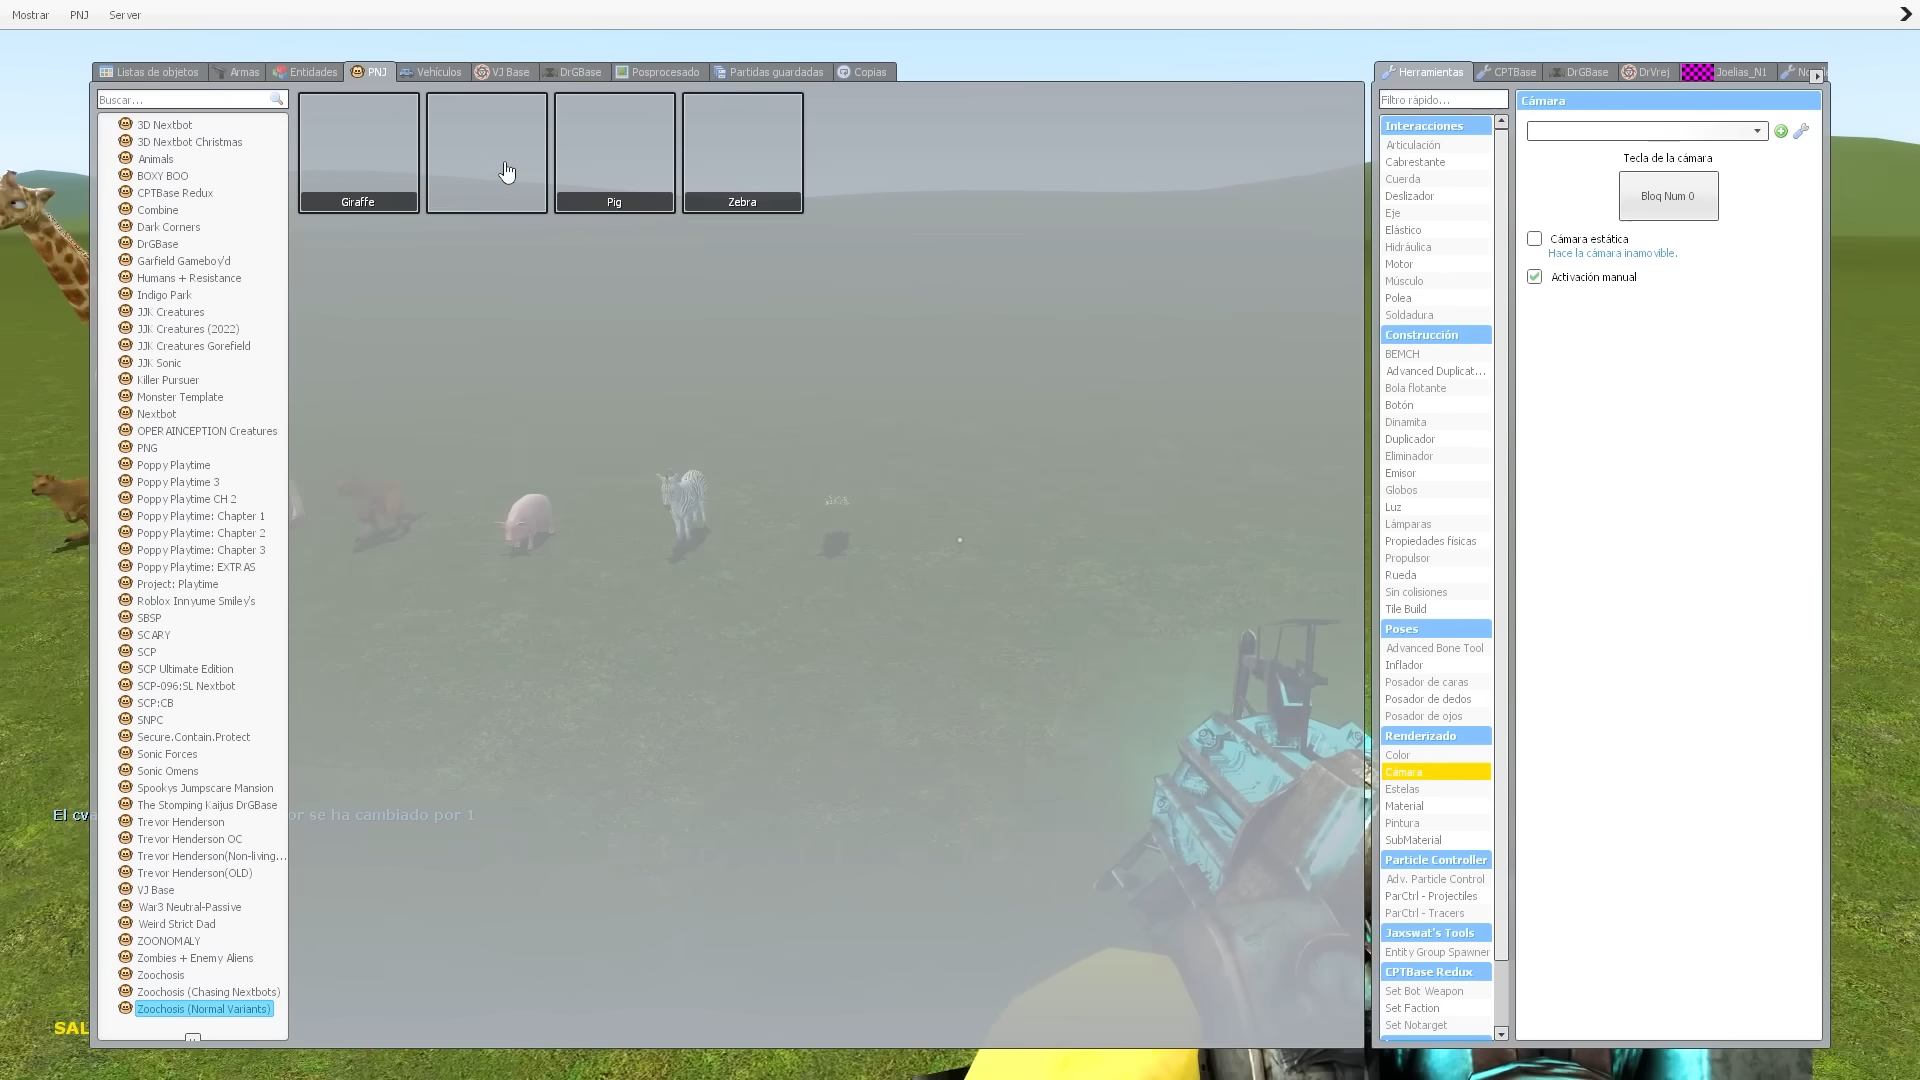 Mostrar PNJ Server
Listas de objetos Armas Entidades PNJ Vehículos VJ Base DrGBase Posprocesado Partidas guardadas Copias
Buscar...
3D Nextbot
3D Nextbot Christmas
Animals
BOXY BOO
CPTBase Redux
Combine
Dark Corners
DrGBase
Garfield Gameboy'd
Humans + Resistance
Indigo Park
JJK Creatures
JJK Creatures (2022)
JJK Creatures Gorefield
JJK Sonic
Killer Pursuer
Monster Template
Nextbot
OPERAINCEPTION Creatures
PNG
Poppy Playtime
Poppy Playtime 3
Poppy Playtime CH 2
Poppy Playtime: Chapter 1
Poppy Playtime: Chapter 2
Poppy Playtime: Chapter 3
Poppy Playtime: EXTRAS
Project: Playtime
Roblox Innyume Smiley's
SBSP
SCARY
SCP
SCP Ultimate Edition
SCP-096:SL Nextbot
SCP:CB
SNPC
Secure.Contain.Protect
Sonic Forces
Sonic Omens
Spookys Jumpscare Mansion
The Stomping Kaijus DrGBase
Trevor Henderson
Trevor Henderson OC
Trevor Henderson(Non-living...
Trevor Henderson(OLD)
VJ Base
War3 Neutral-Passive
Weird Strict Dad
ZOONOMALY
Zombies + Enemy Aliens
Zoochosis
Zoochosis (Chasing Nextbots)
Zoochosis (Normal Variants)
Giraffe Pig Zebra
El cv or se ha cambiado por 1
SAL
Herramientas CPTBase DrGBase DrVrej Joelias_N1
Filtro rápido...
Interacciones
Articulación
Cabrestante
Cuerda
Deslizador
Eje
Elástico
Hidráulica
Motor
Músculo
Polea
Soldadura
Construcción
BEMCH
Advanced Duplicat...
Bola flotante
Botón
Dinamita
Duplicador
Eliminador
Emisor
Globos
Luz
Lámparas
Propiedades físicas
Propulsor
Rueda
Sin colisiones
Tile Build
Poses
Advanced Bone Tool
Inflador
Posador de caras
Posador de dedos
Posador de ojos
Renderizado
Color
Cámara
Estelas
Material
Pintura
SubMaterial
Particle Controller
Adv. Particle Control
ParCtrl - Projectiles
ParCtrl - Tracers
Jaxswat's Tools
Entity Group Spawner
CPTBase Redux
Set Bot Weapon
Set Faction
Set Notarget
Cámara
Tecla de la cámara
Bloq Num 0
Cámara estática
Hace la cámara inamovible.
Activación manual